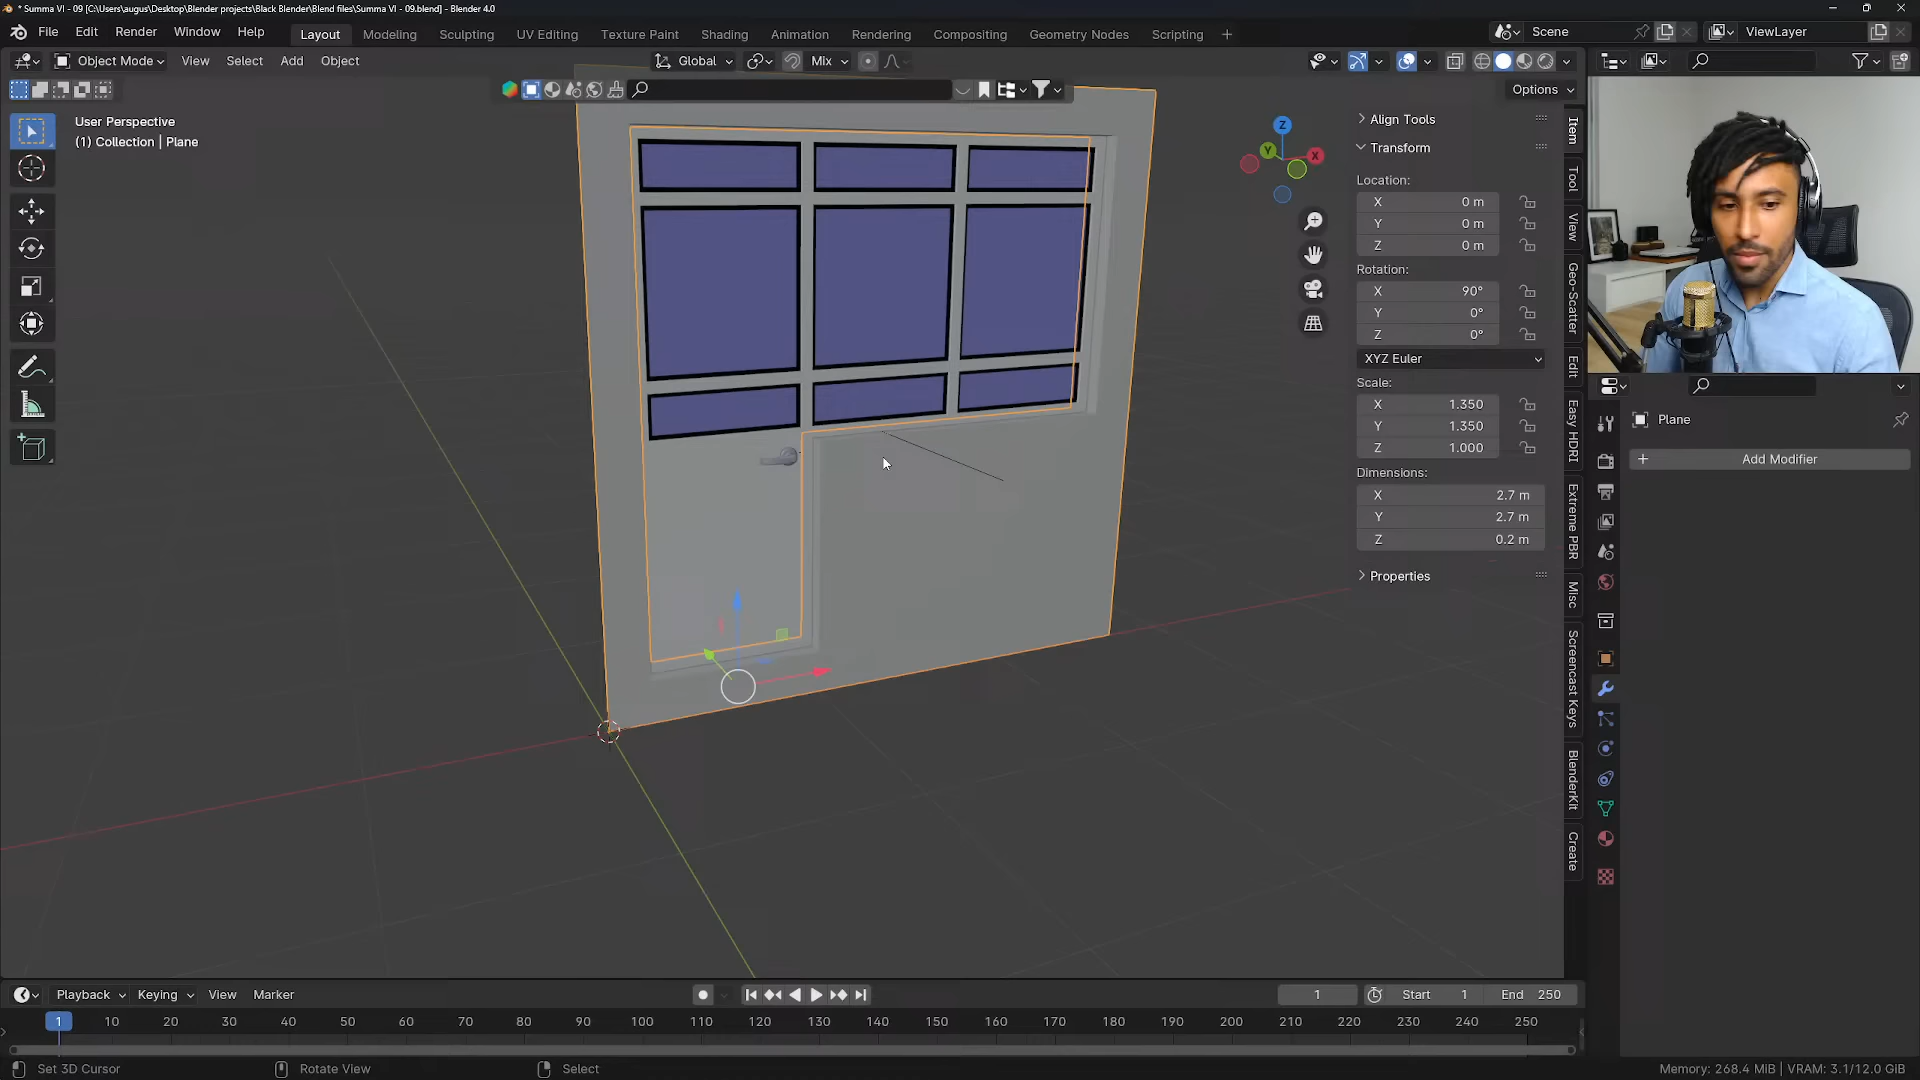 * Summa VI - 09 [C:\Users\augus\Desktop\Blender projects\Black Blender\Blend files\Summa VI - 09.blend] - Blender 4.0
File Edit Render Window Help Layout Modeling Sculpting UV Editing Texture Paint Shading Animation Rendering Compositing Geometry Nodes Scripting + Scene ViewLayer
Object Mode View Select Add Object Global Mix
Options
User Perspective
(1) Collection | Plane
Z
Y
X
Align Tools
Transform
Location:
X 0 m
Y 0 m
Z 0 m
Rotation:
X 90°
Y 0°
Z 0°
XYZ Euler
Scale:
X 1.350
Y 1.350
Z 1.000
Dimensions:
X 2.7 m
Y 2.7 m
Z 0.2 m
Properties
Item
Tool
View
Geo-Scatter
Edit
Easy HDRI
Extreme PBR
Misc
Screencast Keys
BlenderKit
Create
Plane
+ Add Modifier
Playback Keying View Marker 1 Start 1 End 250
1 10 20 30 40 50 60 70 80 90 100 110 120 130 140 150 160 170 180 190 200 210 220 230 240 250
Set 3D Cursor Rotate View Select Memory: 268.4 MiB | VRAM: 3.1/12.0 GiB